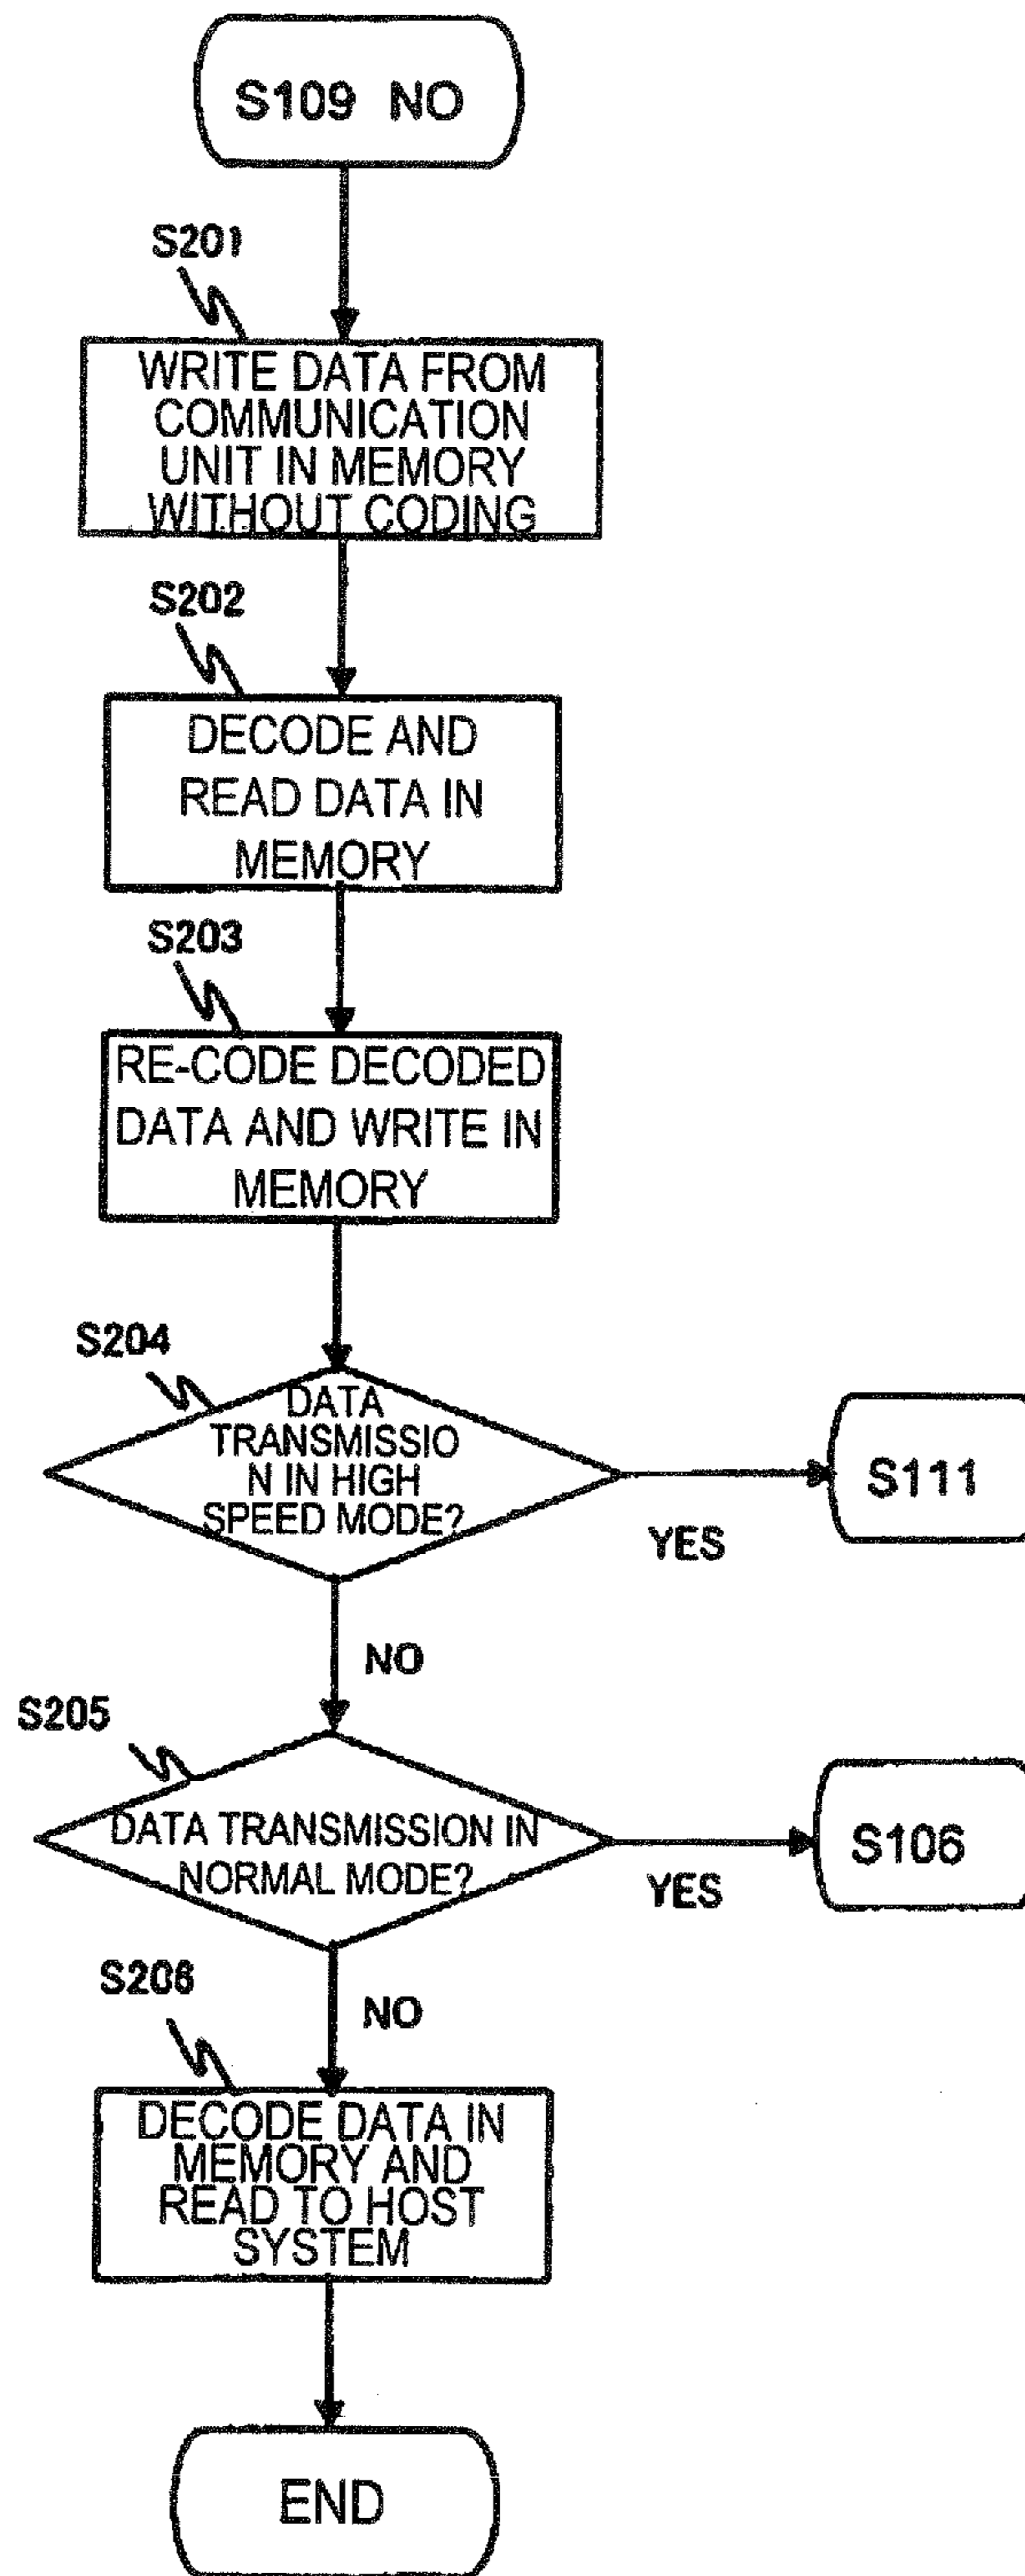 S109 NO
S201
WRITE DATA FROM
COMMUNICATION
UNIT IN MEMORY
WITHOUT CODING
S202
DECODE AND
READ DATA IN
MEMORY
S203
RE-CODE DECODED
DATA AND WRITE IN
MEMORY
S204
DATA
TRANSMISSIO
N IN HIGH
SPEED MODE?
YES
S111
NO
S205
DATA TRANSMISSION IN
NORMAL MODE?
YES
S106
NO
S206
DECODE DATA IN
MEMORY AND
READ TO HOST
SYSTEM
END